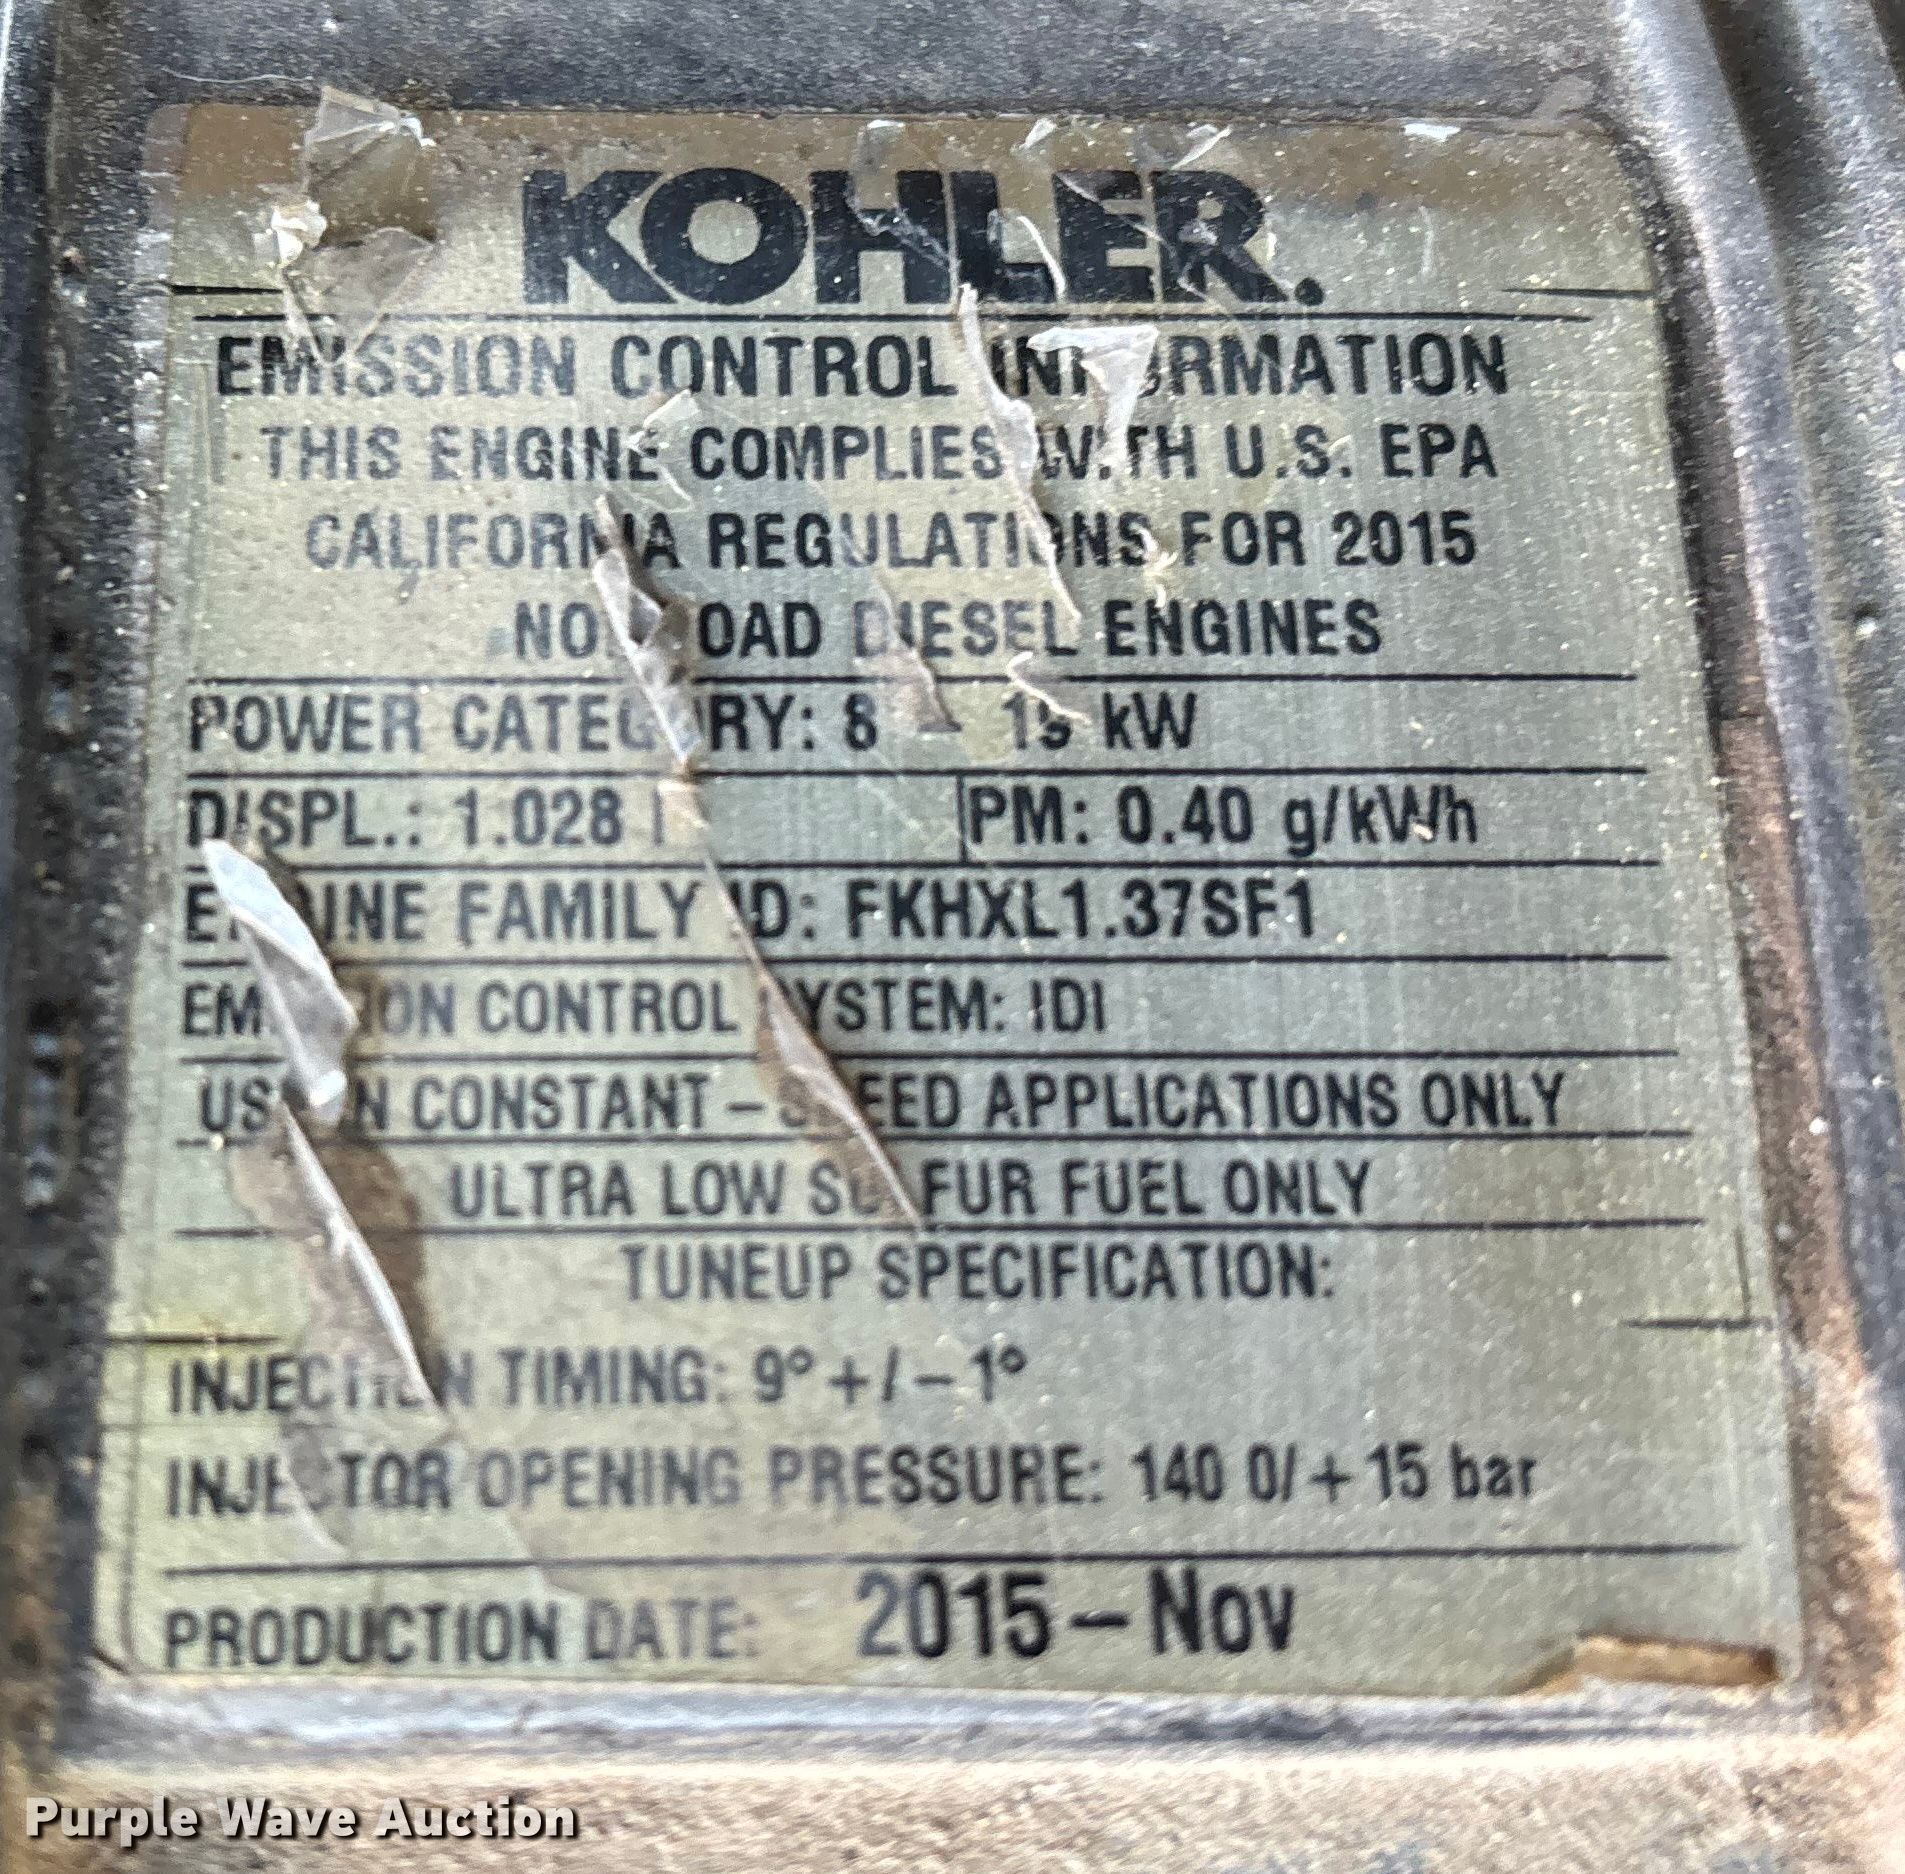 KOHLER.
EMISSION CONTROL INFORMATION
THIS ENGINE COMPLIES WITH U.S. EPA
CALIFORNIA REGULATIONS FOR 2015
NONROAD DIESEL ENGINES
POWER CATEGORY: 8 - 19 kW
DISPL.: 1.028 l PM: 0.40 g/kWh
ENGINE FAMILY ID: FKHXL1.37SF1
EMISSION CONTROL SYSTEM: IDI
USE IN CONSTANT – SPEED APPLICATIONS ONLY
ULTRA LOW SULFUR FUEL ONLY
TUNEUP SPECIFICATION:
INJECTION TIMING: 9° +/– 1°
INJECTOR OPENING PRESSURE: 140 0/ + 15 bar
PRODUCTION DATE: 2015 – Nov
Purple Wave Auction